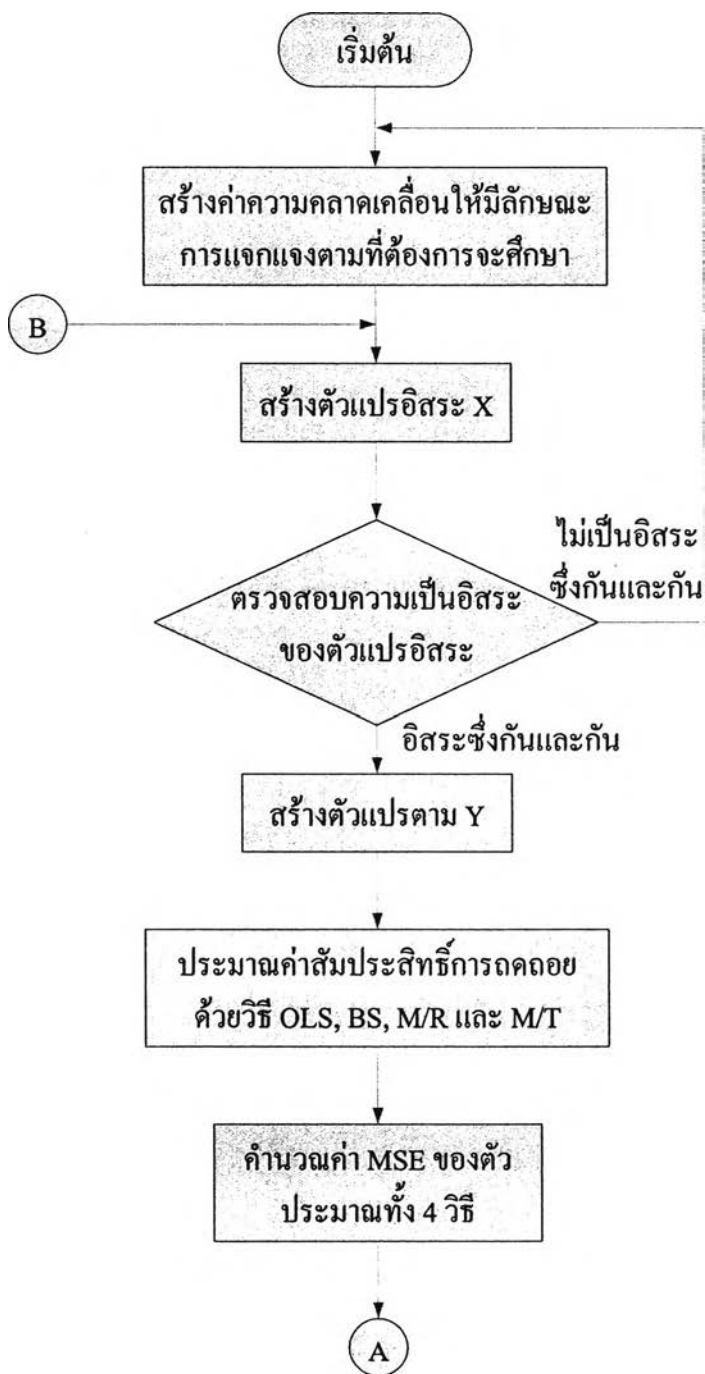 เริ่มต้น
สร้างค่าความคลาดเคลื่อนให้มีลักษณะ
การแจกแจงตามที่ต้องการจะศึกษา
B
สร้างตัวแปรอิสระ X
ไม่เป็นอิสระ
ซึ่งกันและกัน
ตรวจสอบความเป็นอิสระ
ของตัวแปรอิสระ
อิสระซึ่งกันและกัน
สร้างตัวแปรตาม Y
ประมาณค่าสัมประสิทธิ์การถดถอย
ด้วยวิธี OLS, BS, M/R และ M/T
คำนวณค่า MSE ของตัว
ประมาณทั้ง 4 วิธี
A